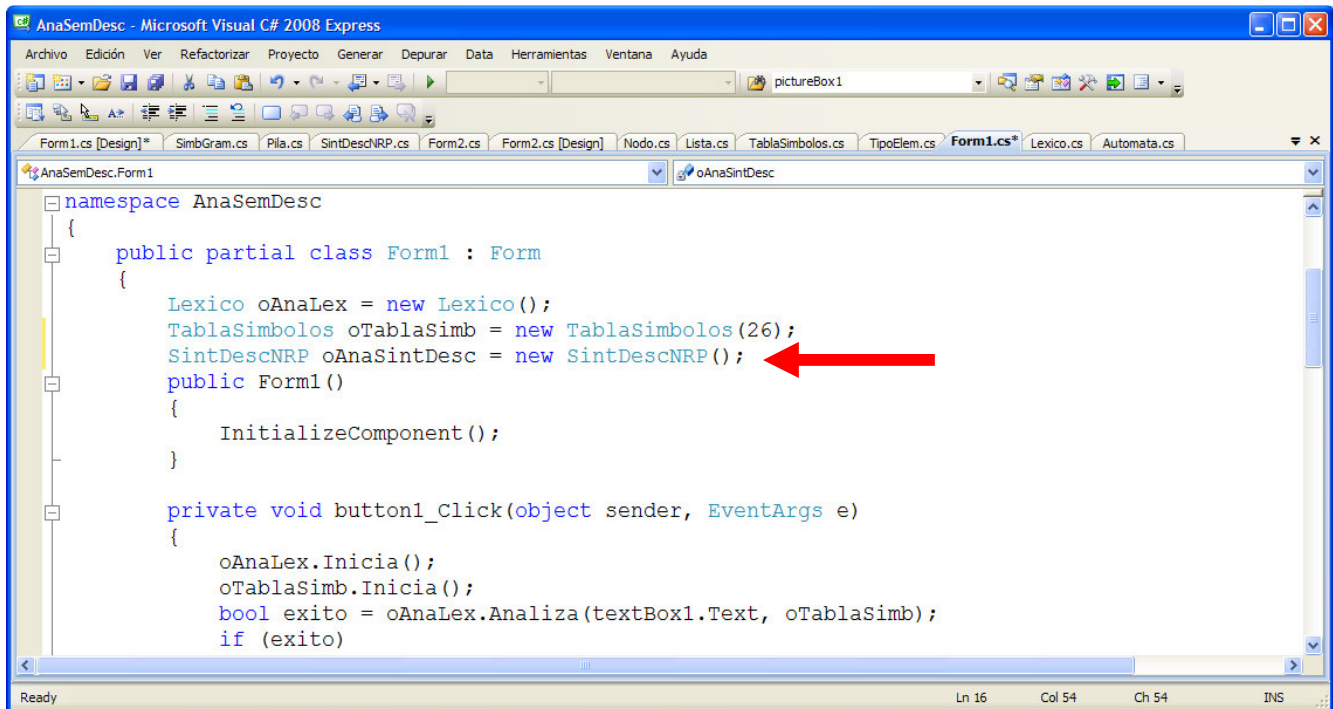 AnaSemDesc - Microsoft Visual C# 2008 Express
Archivo Edición Ver Refactorizar Proyecto Generar Depurar Data Herramientas Ventana Ayuda
pictureBox1
Form1.cs [Design]* SimbGram.cs Pila.cs SintDescNRP.cs Form2.cs Form2.cs [Design] Nodo.cs Lista.cs TablaSimbolos.cs TipoElem.cs Form1.cs* Lexico.cs Automata.cs
AnaSemDesc.Form1 oAnaSintDesc
namespace AnaSemDesc
{
public partial class Form1 : Form
{
Lexico oAnaLex = new Lexico();
TablaSimbolos oTablaSimb = new TablaSimbolos(26);
SintDescNRP oAnaSintDesc = new SintDescNRP();
public Form1()
{
InitializeComponent();
}
private void button1_Click(object sender, EventArgs e)
{
oAnaLex.Inicia();
oTablaSimb.Inicia();
bool exito = oAnaLex.Analiza(textBox1.Text, oTablaSimb);
if (exito)
Ready Ln 16 Col 54 Ch 54 INS